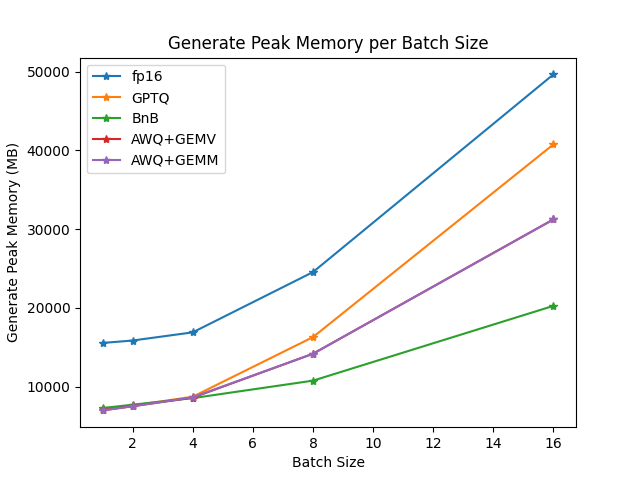 Generate Peak Memory per Batch Size
fp16
GPTQ
BnB
AWQ+GEMV
AWQ+GEMM
Generate Peak Memory (MB)
50000
40000
30000
20000
10000
2 4 6 8 10 12 14 16
Batch Size